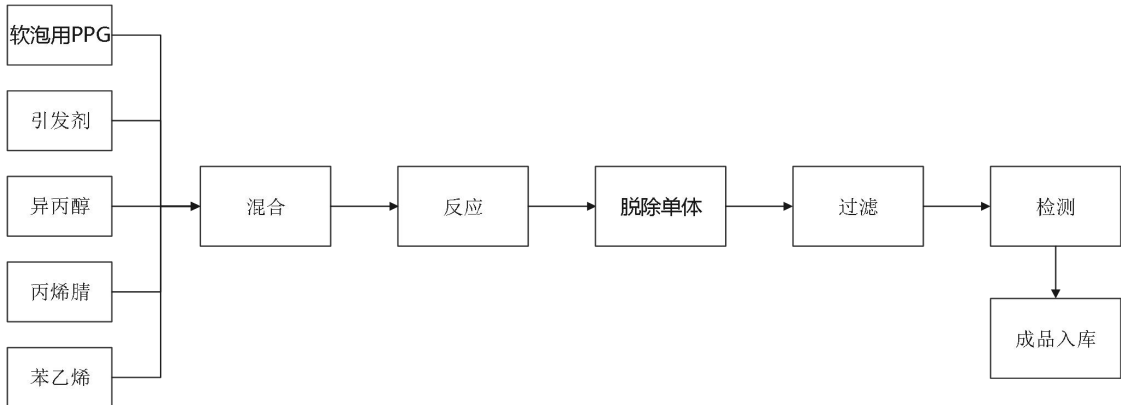 软泡用PPG
引发剂
异丙醇
丙烯腈
苯乙烯
混合
反应
脱除单体
过滤
检测
成品入库